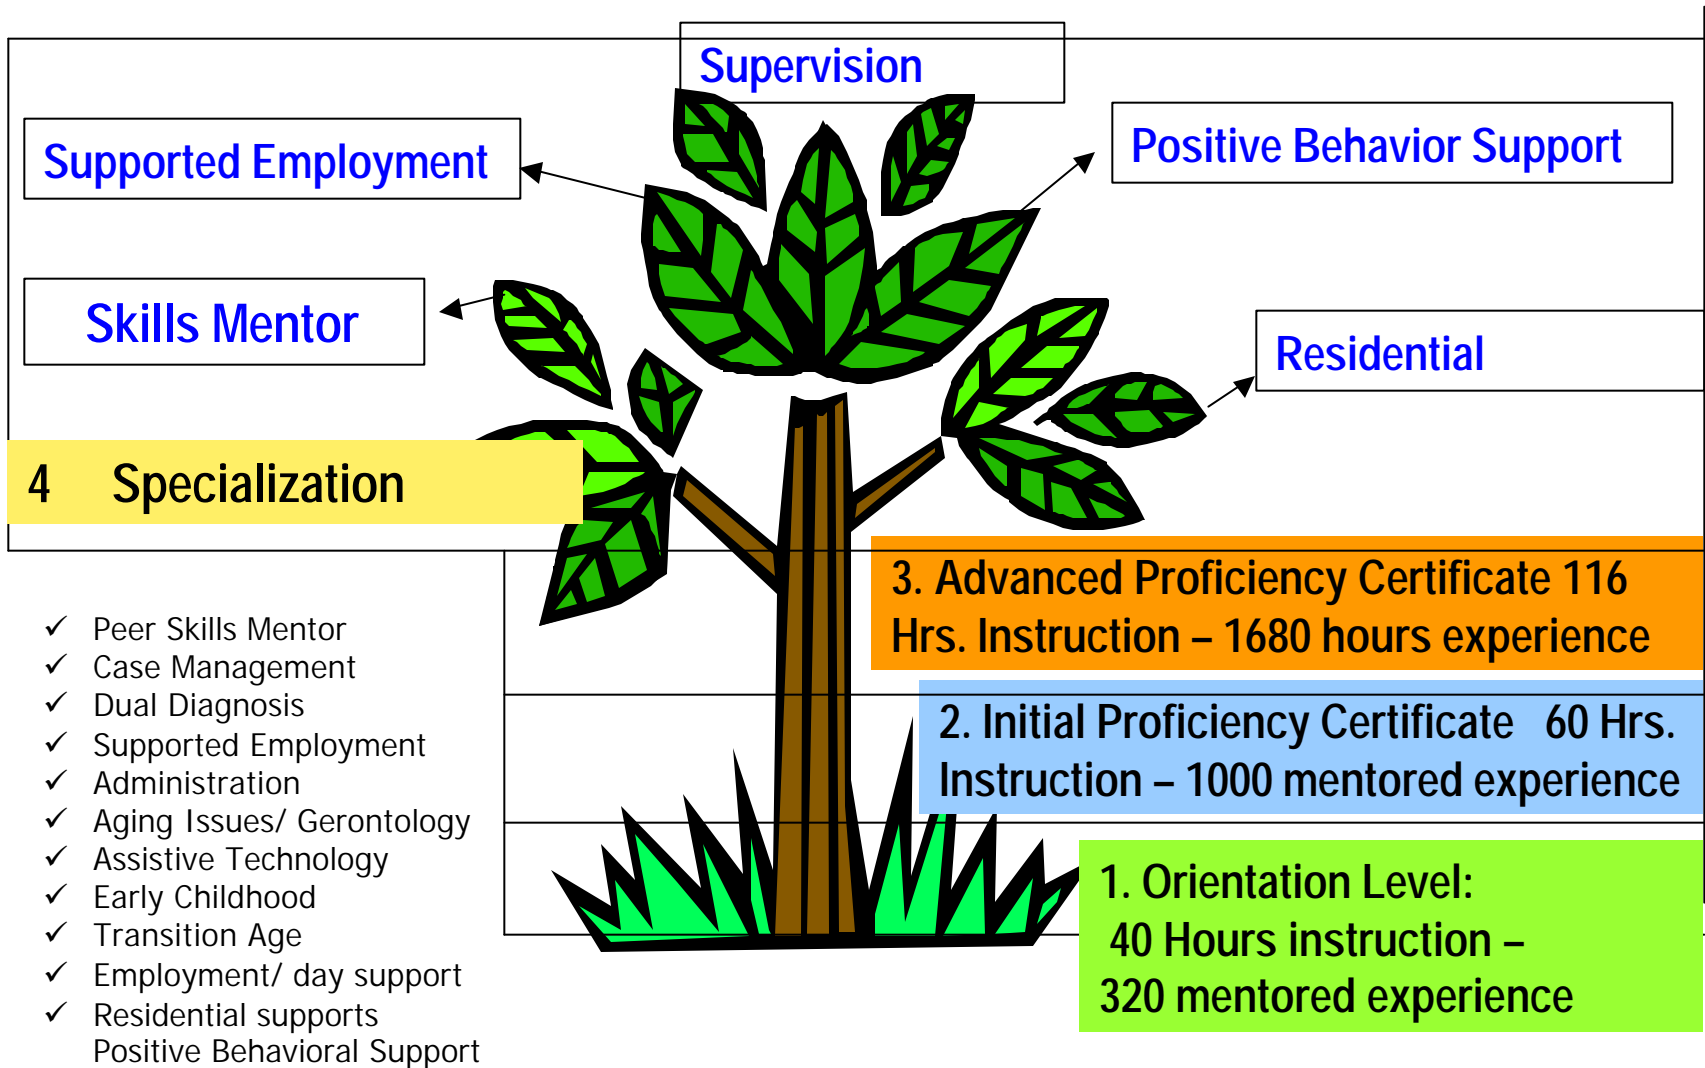 Supervision
Supported Employment
Positive Behavior Support
Skills Mentor
Residential
4 Specialization
3. Advanced Proficiency Certificate 116
Hrs. Instruction – 1680 hours experience
2. Initial Proficiency Certificate 60 Hrs.
Instruction – 1000 mentored experience
1. Orientation Level:
40 Hours instruction –
320 mentored experience
✓ Peer Skills Mentor
✓ Case Management
✓ Dual Diagnosis
✓ Supported Employment
✓ Administration
✓ Aging Issues/ Gerontology
✓ Assistive Technology
✓ Early Childhood
✓ Transition Age
✓ Employment/ day support
✓ Residential supports
Positive Behavioral Support